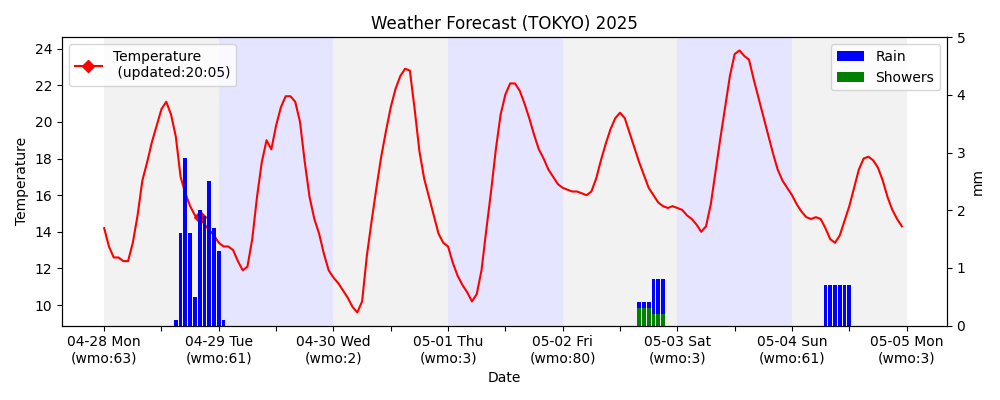 Weather Forecast (TOKYO) 2025
Temperature
(updated:20:05)
Rain
Showers
24
22
20
18
16
14
12
10
Temperature
5
4
3
2
1
0
mm
04-28 Mon
(wmo:63)
04-29 Tue
(wmo:61)
04-30 Wed
(wmo:2)
05-01 Thu
(wmo:3)
05-02 Fri
(wmo:80)
05-03 Sat
(wmo:3)
05-04 Sun
(wmo:61)
05-05 Mon
(wmo:3)
Date